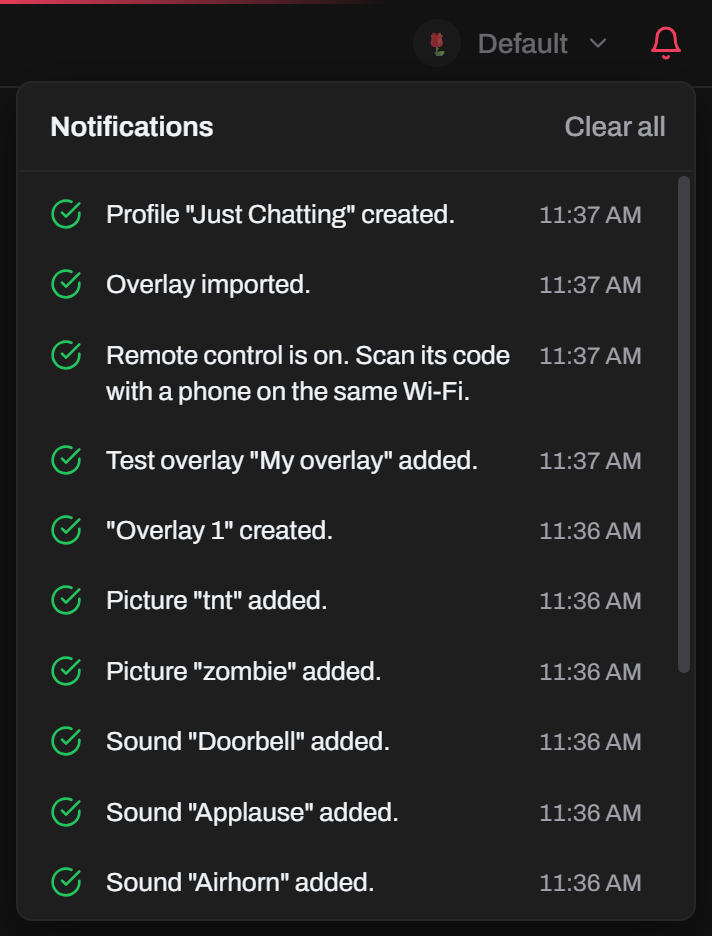 Default
Notifications
Clear all
Profile "Just Chatting" created.
11:37 AM
Overlay imported.
11:37 AM
Remote control is on. Scan its code
with a phone on the same Wi-Fi.
11:37 AM
Test overlay "My overlay" added.
11:37 AM
"Overlay 1" created.
11:36 AM
Picture "tnt" added.
11:36 AM
Picture "zombie" added.
11:36 AM
Sound "Doorbell" added.
11:36 AM
Sound "Applause" added.
11:36 AM
Sound "Airhorn" added.
11:36 AM